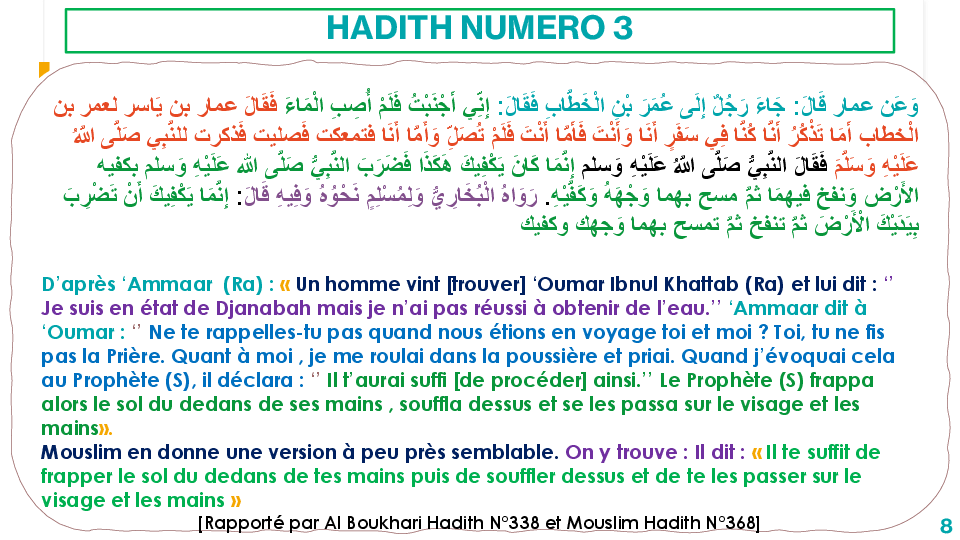 HADITH NUMERO 3
وَعَن عمار قَالَ: جَاءَ رَجُلٌ إِلَى عُمَرَ بْنِ الْخَطَّابِ فَقَالَ: إِنِّي أَجْنَبْتُ فَلَمْ أُصِبِ الْمَاءَ فَقَالَ عمار بن يَاسر لعمر بن
الْخطاب أَمَا تَذْكُرُ أَنَّا كُنَّا فِي سَفَرٍ أَنَا وَأَنْتَ فَأَمَّا أَنْتَ فَلَمْ تُصَلِّ وَأَمَّا أَنَا فتمعكت فَصليت فَذكرت للنَّبِي صَلَّى اللَّهُ
عَلَيْهِ وَسَلَّمَ فَقَالَ النَّبِيُّ صَلَّى اللَّهُ عَلَيْهِ وَسلم إِنَّمَا كَانَ يَكْفِيكَ هَكَذَا فَضَرَبَ النَّبِيُّ صَلَّى الله عَلَيْهِ وَسلم بكفيه
الأَرْض وَنفخ فيهمَا ثمَّ مسح بهما وَجْهَهُ وَكَفَّيْهِ. رَوَاهُ الْبُخَارِيُّ وَلِمُسْلِمٍ نَحْوُهُ وَفِيهِ قَالَ: إِنَّمَا يَكْفِيكَ أَنْ تَضْرِبَ
بِيَدَيْكَ الْأَرْضَ ثمَّ تنفخ ثمَّ تمسح بهما وَجهك وكفيك
D’après ‘Ammaar (Ra) : « Un homme vint [trouver] ‘Oumar Ibnul Khattab (Ra) et lui dit : ‘’
Je suis en état de Djanabah mais je n’ai pas réussi à obtenir de l’eau.’’ ‘Ammaar dit à
‘Oumar : ‘’ Ne te rappelles-tu pas quand nous étions en voyage toi et moi ? Toi, tu ne fis
pas la Prière. Quant à moi , je me roulai dans la poussière et priai. Quand j’évoquai cela
au Prophète (S), il déclara : ‘’ Il t’aurai suffi [de procéder] ainsi.’’ Le Prophète (S) frappa
alors le sol du dedans de ses mains , souffla dessus et se les passa sur le visage et les
mains».
Mouslim en donne une version à peu près semblable. On y trouve : Il dit : « Il te suffit de
frapper le sol du dedans de tes mains puis de souffler dessus et de te les passer sur le
visage et les mains »
[Rapporté par Al Boukhari Hadith N°338 et Mouslim Hadith N°368]
8